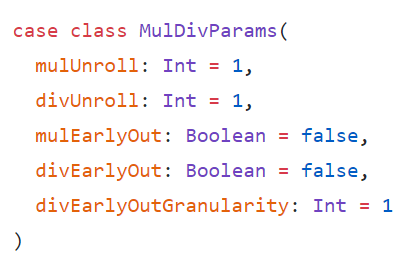 case class MulDivParams(
  mulUnroll: Int = 1,
  divUnroll: Int = 1,
  mulEarlyOut: Boolean = false,
  divEarlyOut: Boolean = false,
  divEarlyOutGranularity: Int = 1
)